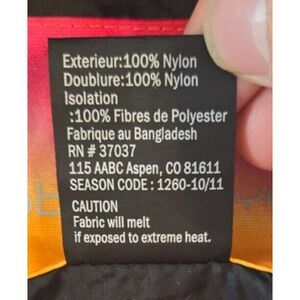 Exterieur:100% Nylon
Doublure:100% Nylon
Isolation
:100% Fibres de Polyester
Fabrique au Bangladesh
RN # 37037
115 AABC Aspen, CO 81611
SEASON CODE : 1260-10/11
CAUTION
Fabric will melt
if exposed to extreme heat.